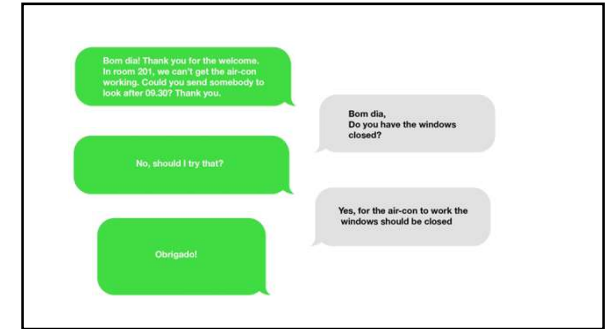 Bom dia! Thank you for the welcome.
In room 201, we can't get the air-con
working. Could you send somebody to
look after 09.30? Thank you.
Bom dia,
Do you have the windows
closed?
No, should I try that?
Yes, for the air-con to work the
windows should be closed
Obrigado!